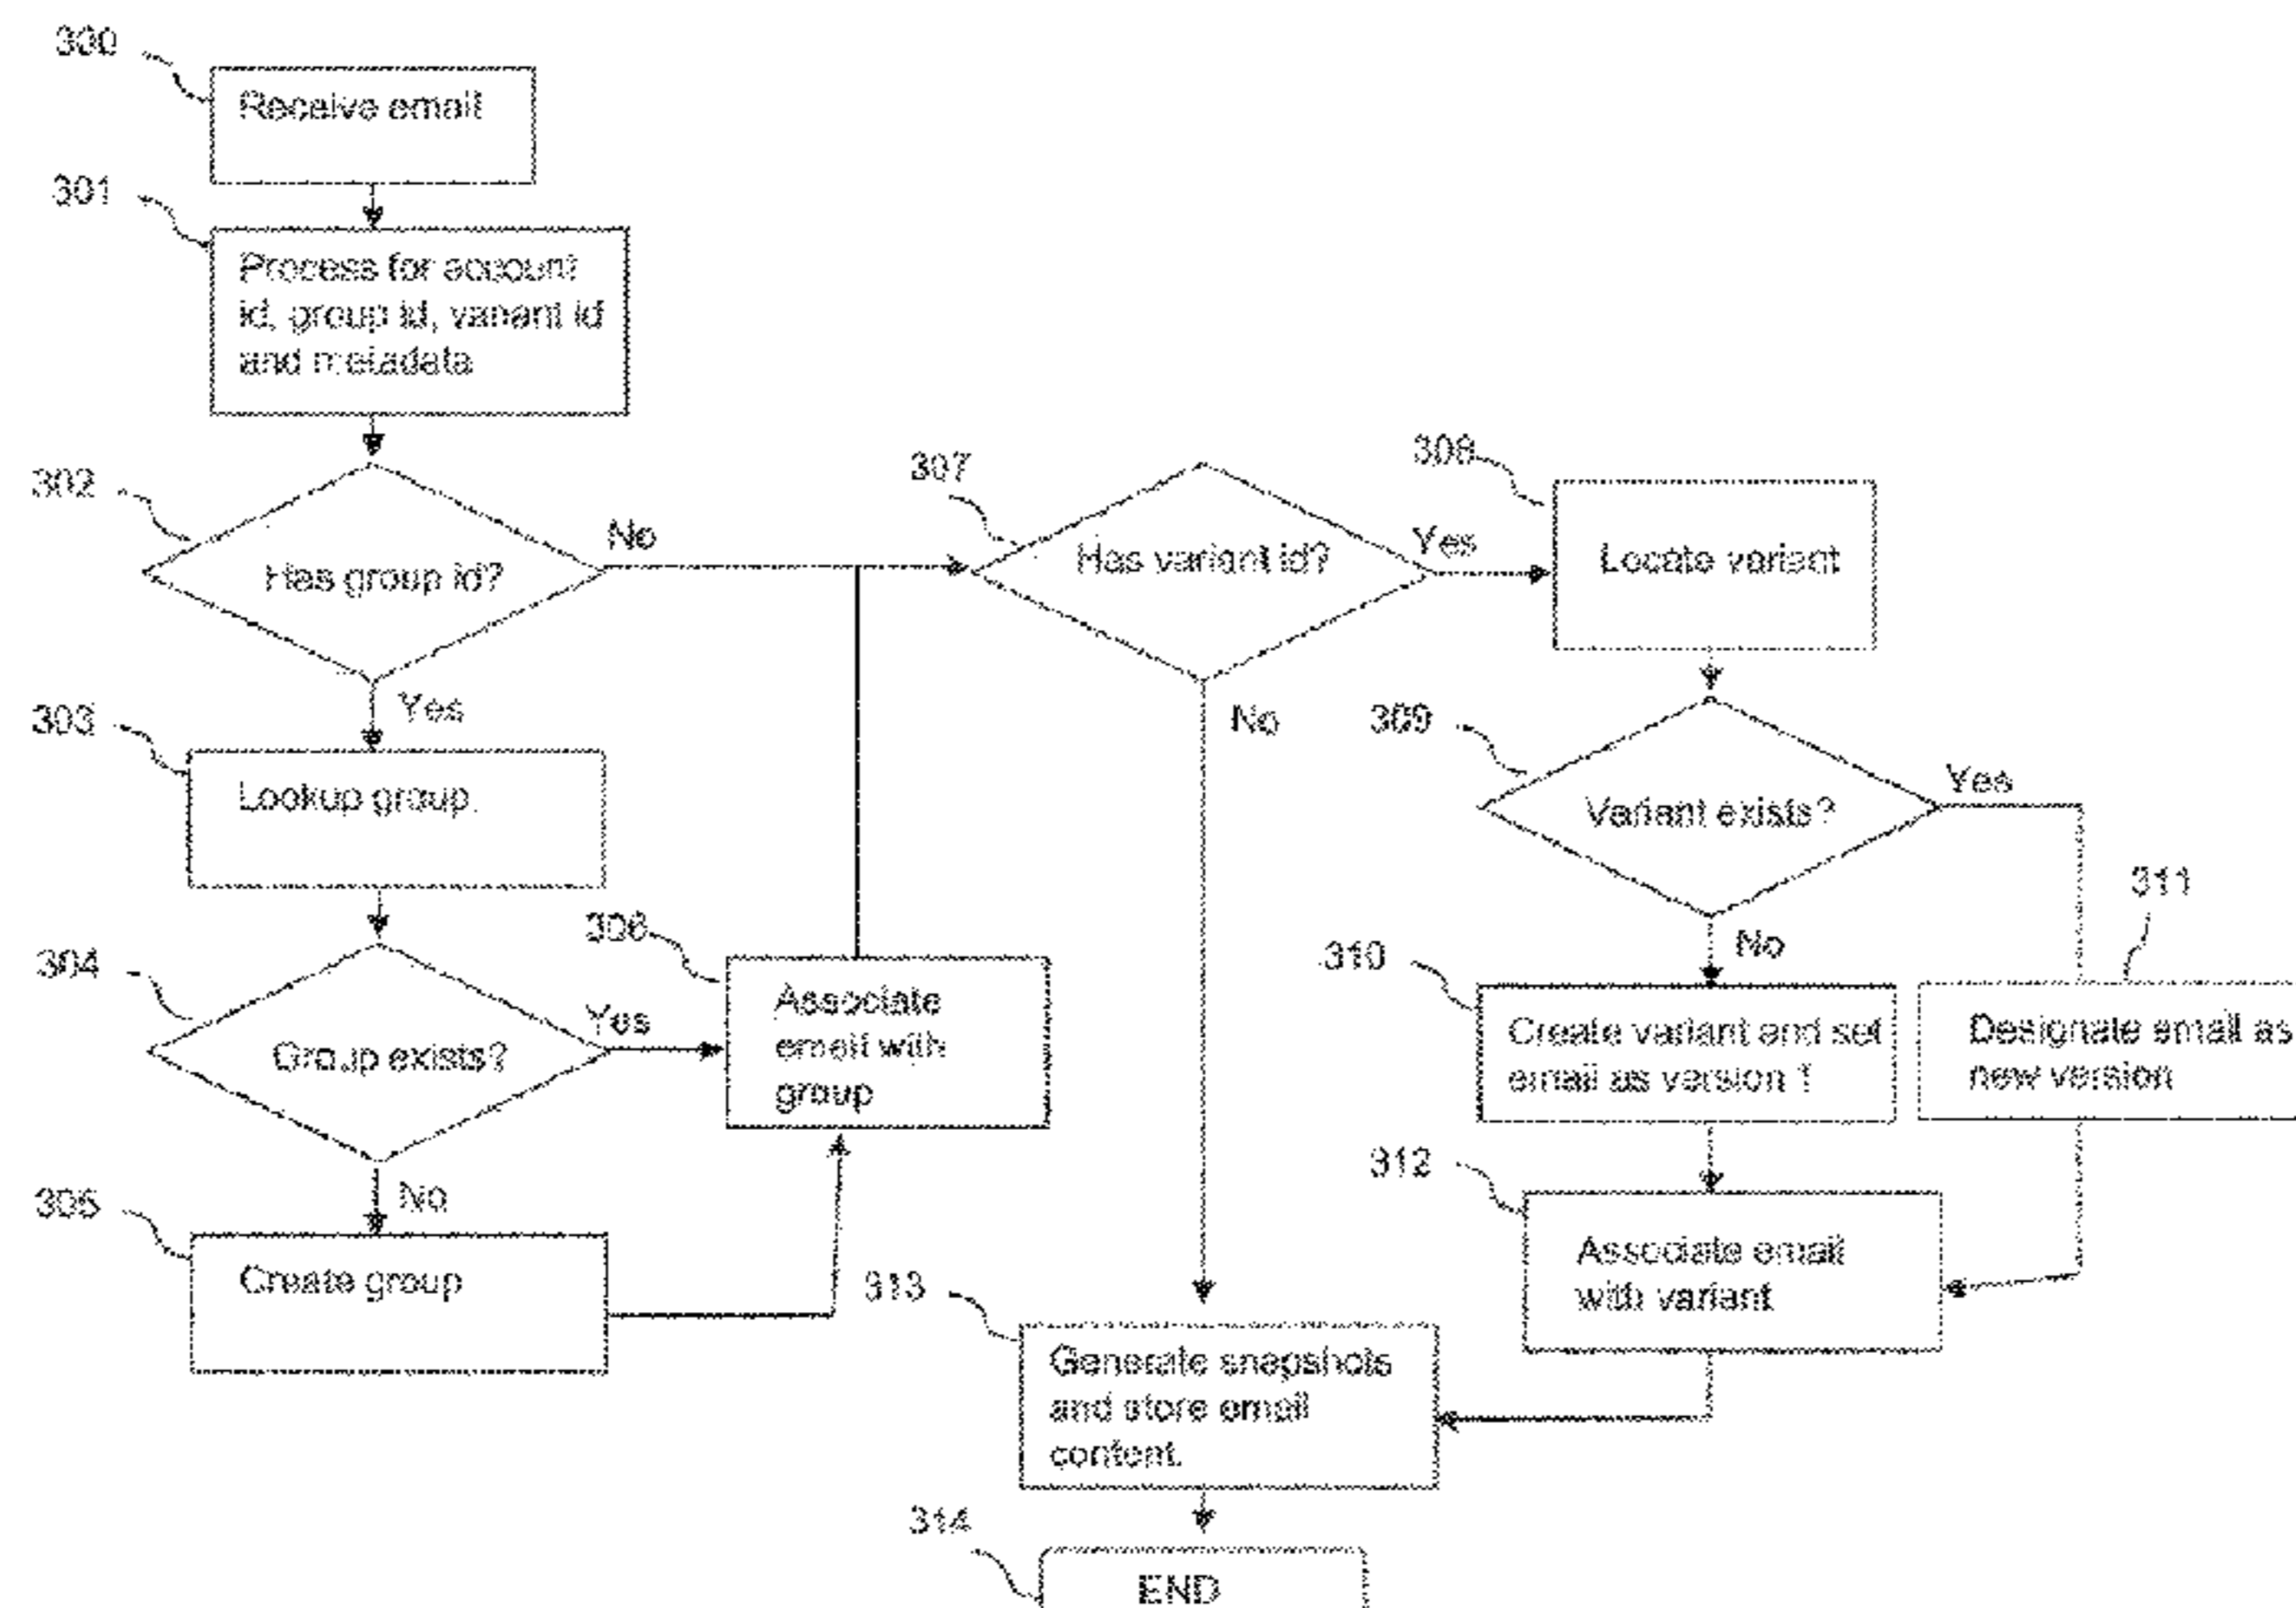 300
Receive email
301
Process for account
id, group id, variant id
and metadata
302
Has group id?
No
Yes
303
Lookup group.
304
Group exists?
Yes
No
305
Create group
306
Associate
email with
group
307
Has variant id?
Yes
No
308
Locate variant
309
Variant exists?
Yes
No
310
Create variant and set
email as version 1
311
Designate email as
new version
312
Associate email
with variant
313
Generate snapshots
and store email
content.
314
END